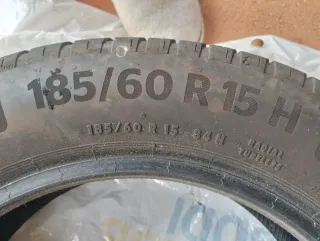 185/60 R 15 H
185/60 R 15 84 H
RADIAL
TUBELESS